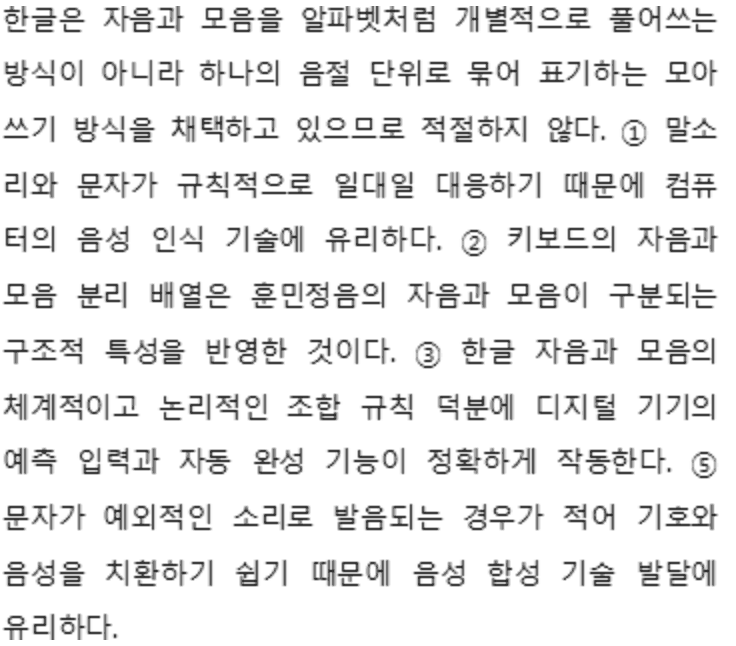 한글은 자음과 모음을 알파벳처럼 개별적으로 풀어쓰는
방식이 아니라 하나의 음절 단위로 묶어 표기하는 모아
쓰기 방식을 채택하고 있으므로 적절하지 않다. ① 말소
리와 문자가 규칙적으로 일대일 대응하기 때문에 컴퓨
터의 음성 인식 기술에 유리하다. ② 키보드의 자음과
모음 분리 배열은 훈민정음의 자음과 모음이 구분되는
구조적 특성을 반영한 것이다. ③ 한글 자음과 모음의
체계적이고 논리적인 조합 규칙 덕분에 디지털 기기의
예측 입력과 자동 완성 기능이 정확하게 작동한다. ⑤
문자가 예외적인 소리로 발음되는 경우가 적어 기호와
음성을 치환하기 쉽기 때문에 음성 합성 기술 발달에
유리하다.